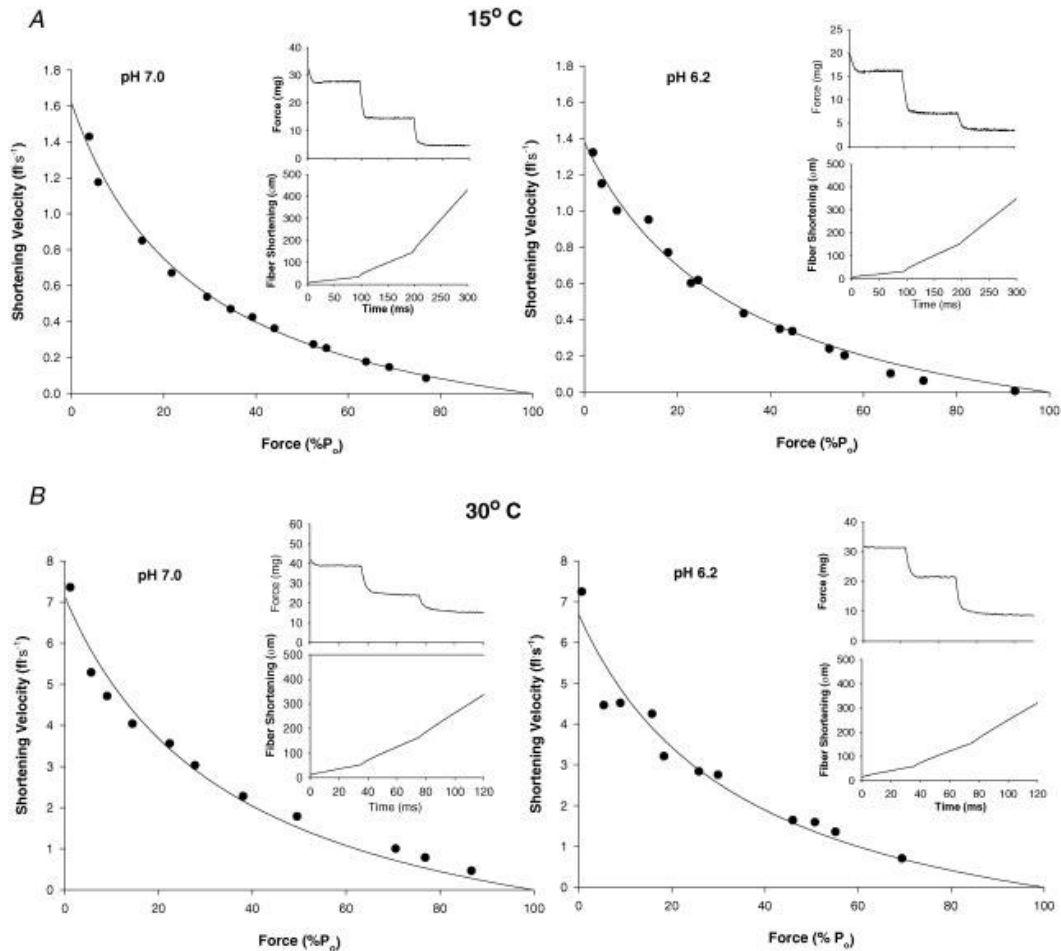 A
15° C
pH 7.0
pH 6.2
Shortening Velocity (fl·s⁻¹)
1.8
1.6
1.4
1.2
1.0
0.8
0.6
0.4
0.2
0.0
0 20 40 60 80 100
Force (%Pₒ)
Force (mg)
40
30
20
10
0
Fiber Shortening (αm)
500
400
300
200
100
0
0 50 100 150 200 250 300
Time (ms)
Shortening Velocity (fl·s⁻¹)
1.8
1.6
1.4
1.2
1.0
0.8
0.6
0.4
0.2
0.0
0 20 40 60 80 100
Force (%Pₒ)
Force (mg)
25
20
15
10
5
0
Fiber Shortening (αm)
500
400
300
200
100
0
0 50 100 150 200 250 300
Time (ms)
B
30° C
pH 7.0
pH 6.2
Shortening Velocity (fl·s⁻¹)
8
7
6
5
4
3
2
1
0
0 20 40 60 80 100
Force (%Pₒ)
Force (mg)
60
50
40
30
20
10
0
Fiber Shortening (αm)
500
400
300
200
100
0
0 20 40 60 80 100 120
Time (ms)
Shortening Velocity (fl·s⁻¹)
8
7
6
5
4
3
2
1
0
0 20 40 60 80 100
Force (% Pₒ)
Force (mg)
40
30
20
10
0
Fiber Shortening (αm)
500
400
300
200
100
0
0 20 40 60 80 100 120
Time (ms)